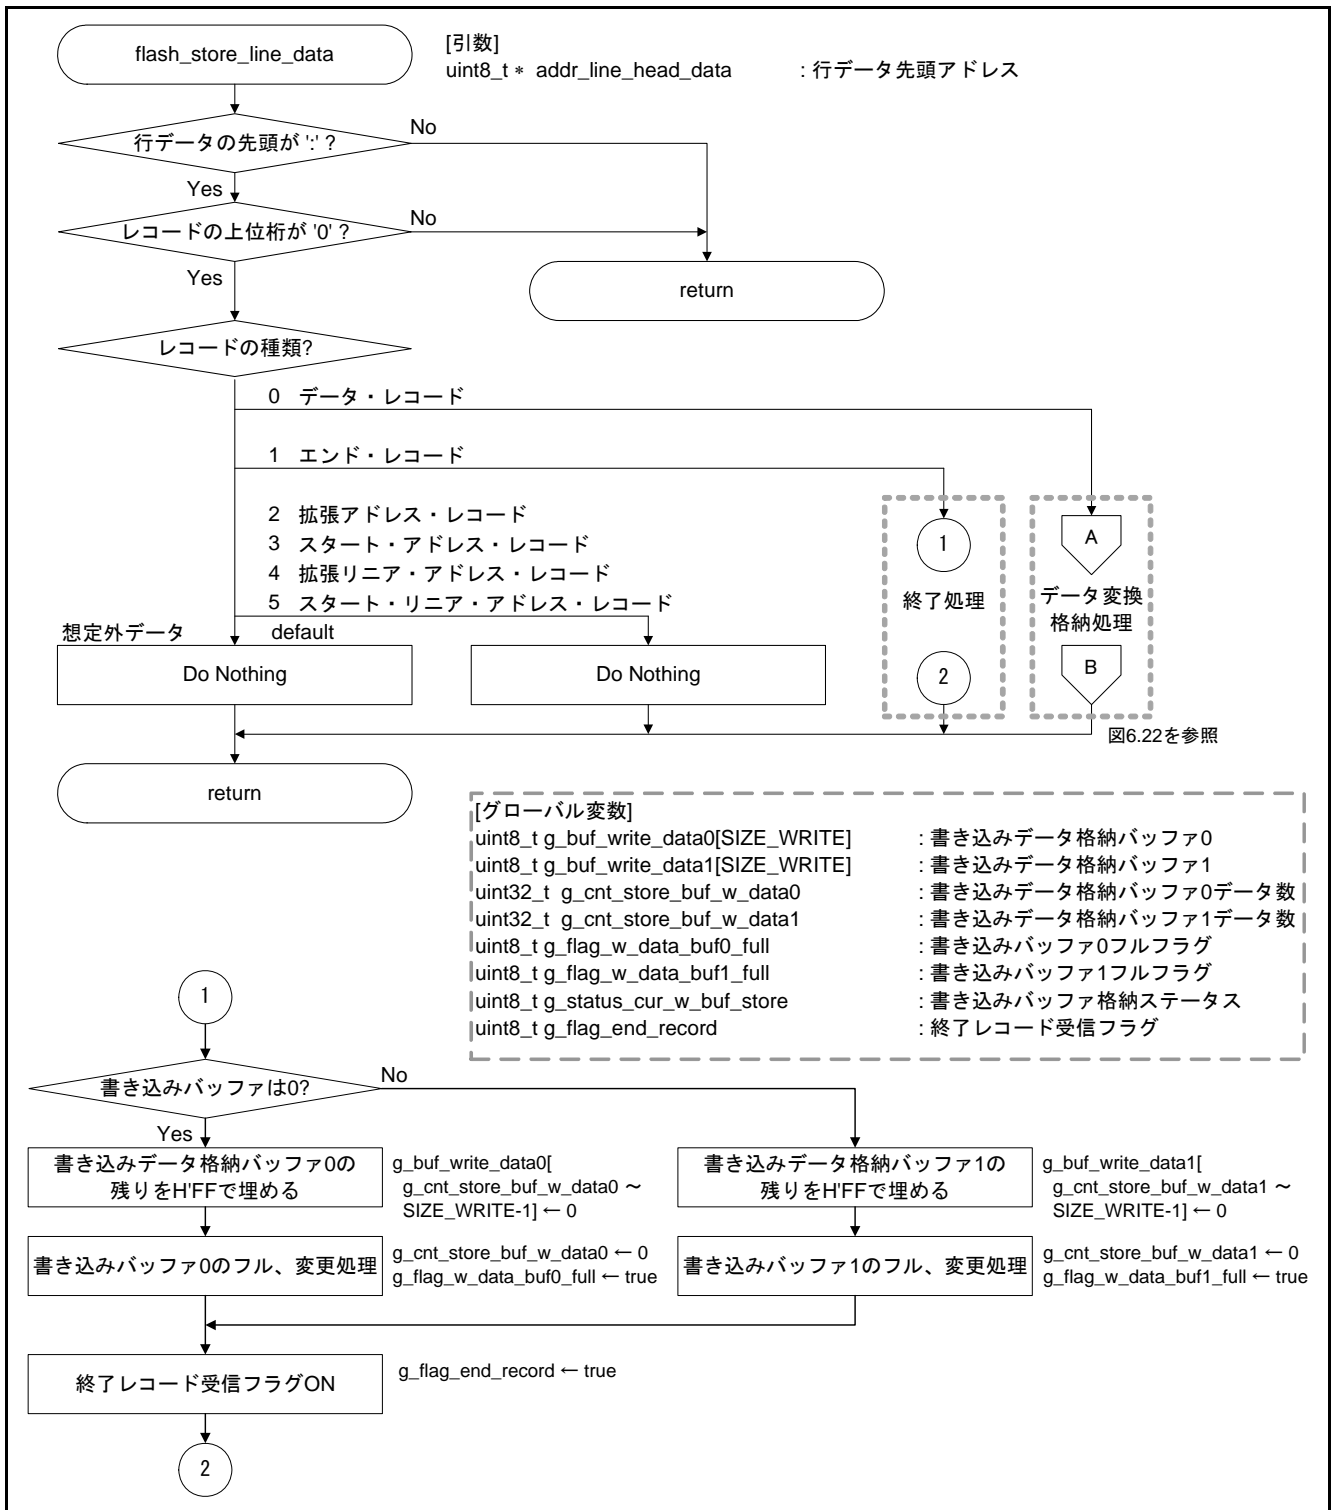 flash_store_line_data
[引数]
uint8_t * addr_line_head_data : 行データ先頭アドレス
行データの先頭が ':' ?
No
Yes
レコードの上位桁が '0' ?
No
Yes
return
レコードの種類?
0 データ・レコード
1 エンド・レコード
2 拡張アドレス・レコード
3 スタート・アドレス・レコード
4 拡張リニア・アドレス・レコード
5 スタート・リニア・アドレス・レコード
想定外データ default
Do Nothing
Do Nothing
1
終了処理
2
A
データ変換
格納処理
B
図6.22を参照
return
[グローバル変数]
uint8_t g_buf_write_data0[SIZE_WRITE] : 書き込みデータ格納バッファ0
uint8_t g_buf_write_data1[SIZE_WRITE] : 書き込みデータ格納バッファ1
uint32_t g_cnt_store_buf_w_data0 : 書き込みデータ格納バッファ0データ数
uint32_t g_cnt_store_buf_w_data1 : 書き込みデータ格納バッファ1データ数
uint8_t g_flag_w_data_buf0_full : 書き込みバッファ0フルフラグ
uint8_t g_flag_w_data_buf1_full : 書き込みバッファ1フルフラグ
uint8_t g_status_cur_w_buf_store : 書き込みバッファ格納ステータス
uint8_t g_flag_end_record : 終了レコード受信フラグ
1
書き込みバッファは0?
No
Yes
書き込みデータ格納バッファ0の
残りをH'FFで埋める
g_buf_write_data0[
g_cnt_store_buf_w_data0 ~
SIZE_WRITE-1] ← 0
書き込みデータ格納バッファ1の
残りをH'FFで埋める
g_buf_write_data1[
g_cnt_store_buf_w_data1 ~
SIZE_WRITE-1] ← 0
書き込みバッファ0のフル、変更処理
g_cnt_store_buf_w_data0 ← 0
g_flag_w_data_buf0_full ← true
書き込みバッファ1のフル、変更処理
g_cnt_store_buf_w_data1 ← 0
g_flag_w_data_buf1_full ← true
終了レコード受信フラグON
g_flag_end_record ← true
2